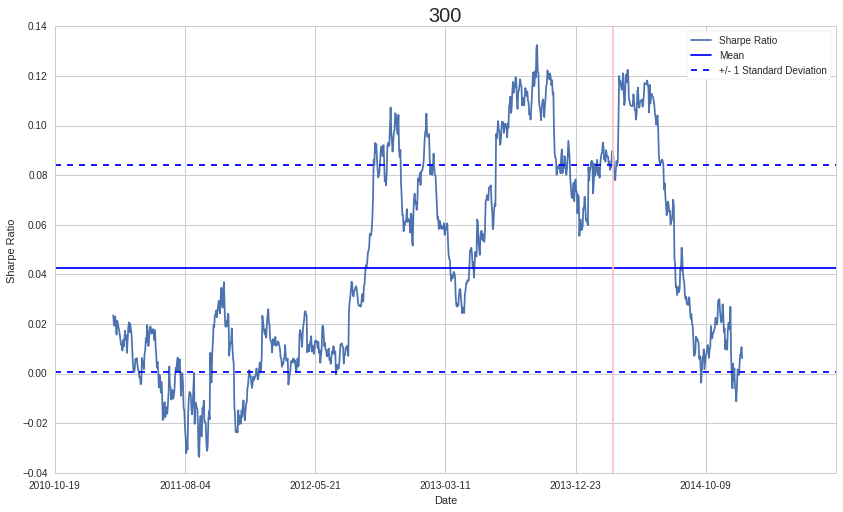 300
Sharpe Ratio
Mean
+/- 1 Standard Deviation
0.14
0.12
0.10
0.08
0.06
0.04
0.02
0.00
−0.02
−0.04
Sharpe Ratio
2010-10-19 2011-08-04 2012-05-21 2013-03-11 2013-12-23 2014-10-09
Date